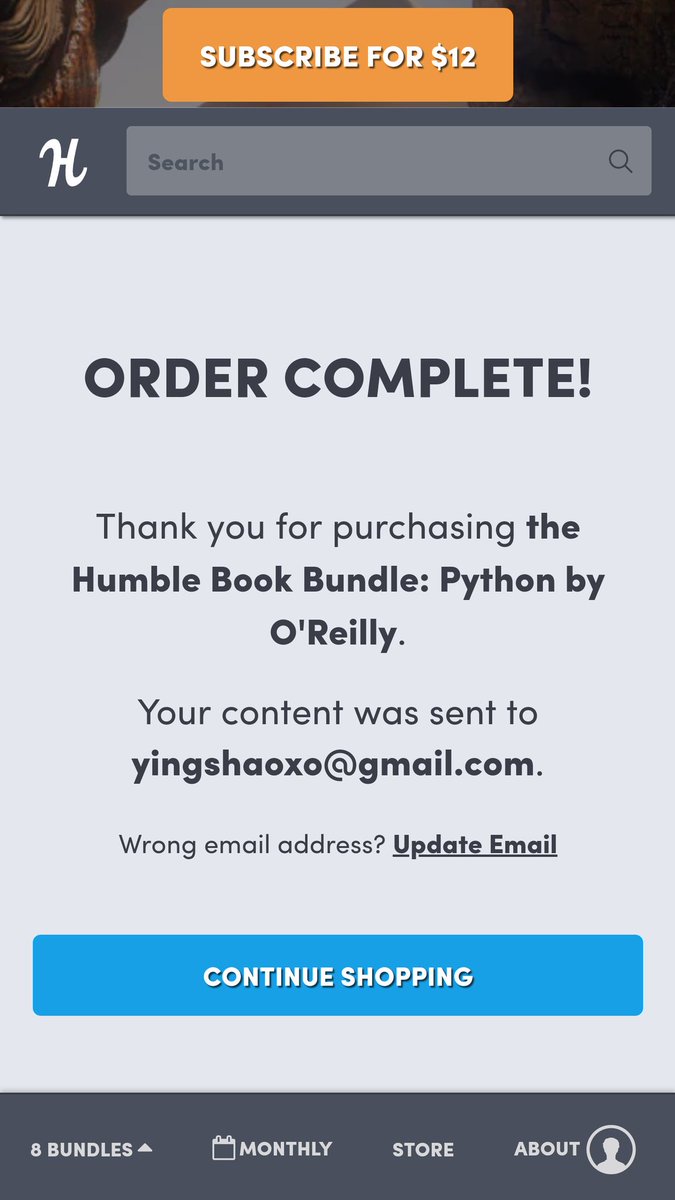 SUBSCRIBE FOR $12
H
Search
ORDER COMPLETE!
Thank you for purchasing the
Humble Book Bundle: Python by
O'Reilly.
Your content was sent to
yingshaoxo@gmail.com.
Wrong email address? Update Email
CONTINUE SHOPPING
8 BUNDLES MONTHLY STORE ABOUT